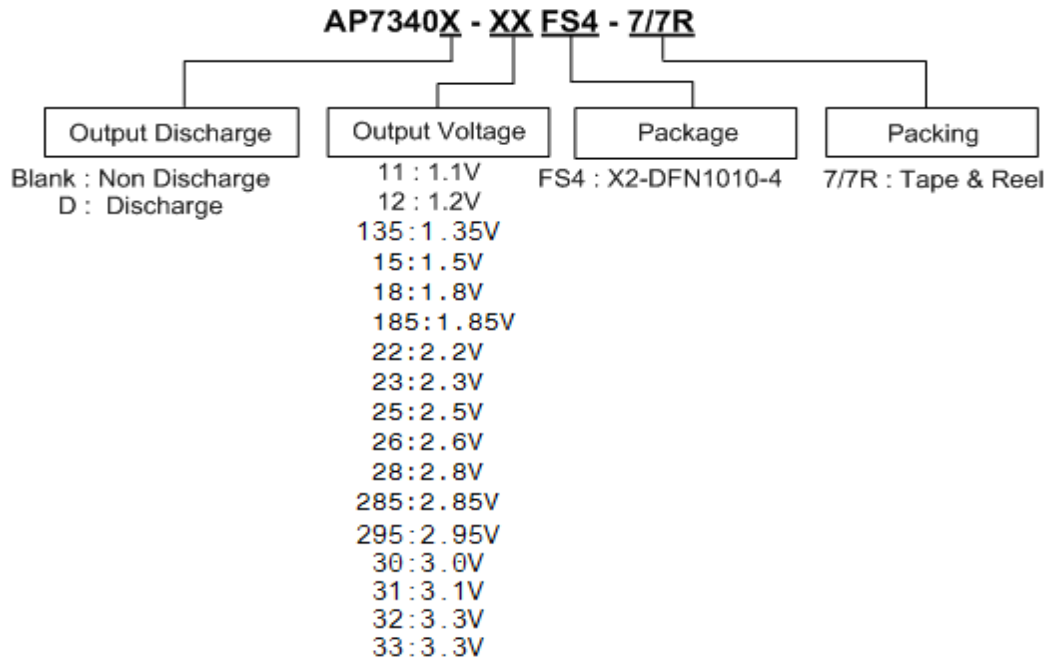 AP7340X - XX FS4 - 7/7R
Output Discharge
Blank : Non Discharge
D : Discharge
Output Voltage
11 : 1.1V
12 : 1.2V
135:1.35V
15:1.5V
18:1.8V
185:1.85V
22:2.2V
23:2.3V
25:2.5V
26:2.6V
28:2.8V
285:2.85V
295:2.95V
30:3.0V
31:3.1V
32:3.3V
33:3.3V
Package
FS4 : X2-DFN1010-4
Packing
7/7R : Tape & Reel